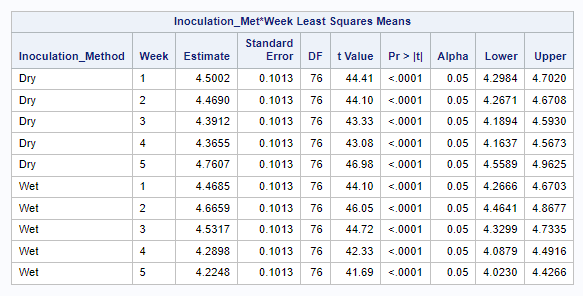 Inoculation_Met*Week Least Squares Means
Inoculation_Method Week Estimate Standard Error DF t Value Pr > |t| Alpha Lower Upper
Dry 1 4.5002 0.1013 76 44.41 <.0001 0.05 4.2984 4.7020
Dry 2 4.4690 0.1013 76 44.10 <.0001 0.05 4.2671 4.6708
Dry 3 4.3912 0.1013 76 43.33 <.0001 0.05 4.1894 4.5930
Dry 4 4.3655 0.1013 76 43.08 <.0001 0.05 4.1637 4.5673
Dry 5 4.7607 0.1013 76 46.98 <.0001 0.05 4.5589 4.9625
Wet 1 4.4685 0.1013 76 44.10 <.0001 0.05 4.2666 4.6703
Wet 2 4.6659 0.1013 76 46.05 <.0001 0.05 4.4641 4.8677
Wet 3 4.5317 0.1013 76 44.72 <.0001 0.05 4.3299 4.7335
Wet 4 4.2898 0.1013 76 42.33 <.0001 0.05 4.0879 4.4916
Wet 5 4.2248 0.1013 76 41.69 <.0001 0.05 4.0230 4.4266